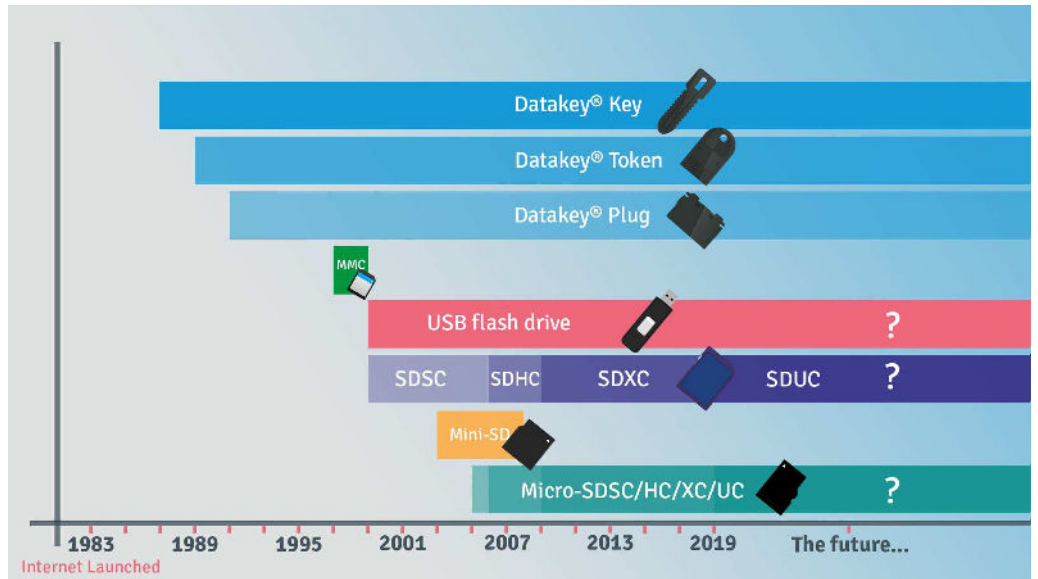 Datakey® Key
Datakey® Token
Datakey® Plug
MMC
USB flash drive ?
SDSC SDHC SDXC SDUC ?
Mini-SD
Micro-SDSC/HC/XC/UC ?
1983 1989 1995 2001 2007 2013 2019 The future...
Internet Launched